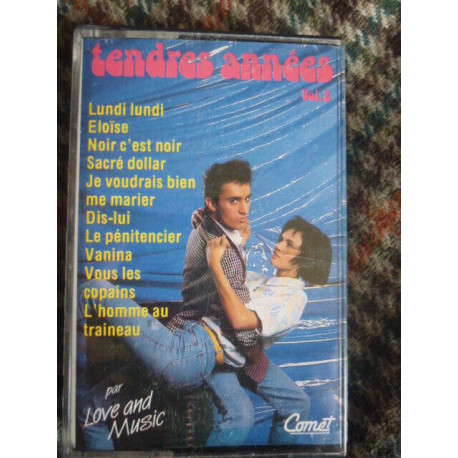 tendres années
Vol.
Lundi lundi
Eloïse
Noir c'est noir
Sacré dollar
Je voudrais bien
me marier
Dis-lui
Le pénitencier
Vanina
Vous les
copains
L'homme au
traineau
par
Love and
Music
Comet